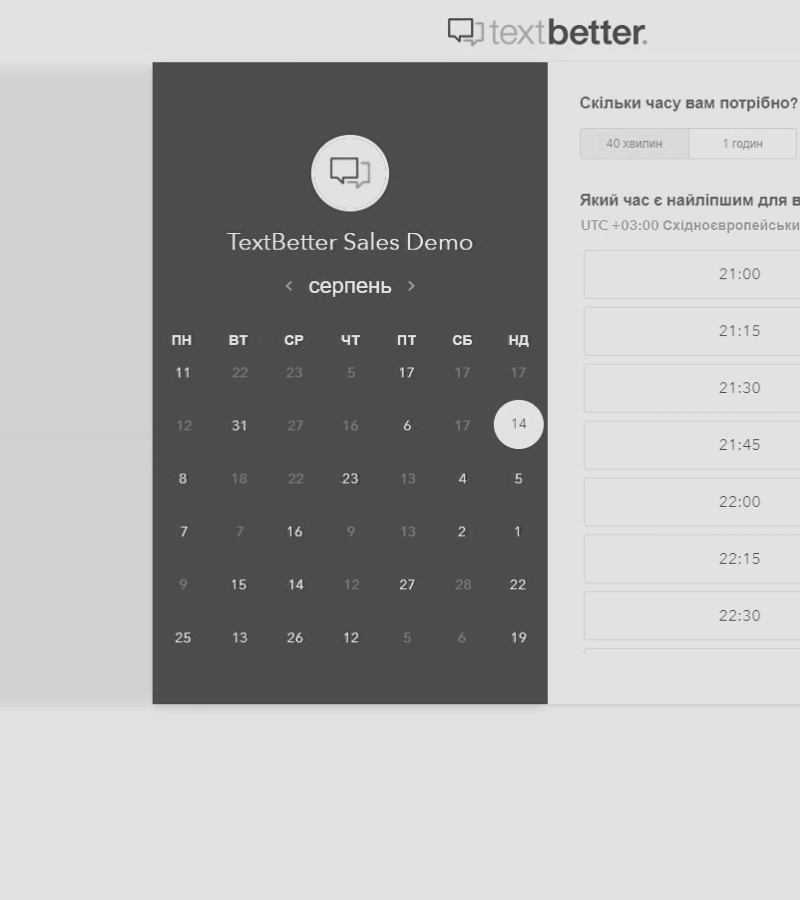 textbetter.
TextBetter Sales Demo
серпень
ПН ВТ СР ЧТ ПТ СБ НД
11 22 23 5 17 17 17
12 31 27 16 6 17 14
8 18 22 23 13 4 5
7 7 16 9 13 2 1
9 15 14 12 27 28 22
25 13 26 12 5 6 19
Скільки часу вам потрібно?
40 хвилин 1 годин
Який час є найліпшим для в
UTC +03:00 Східноєвропейськи
21:00
21:15
21:30
21:45
22:00
22:15
22:30